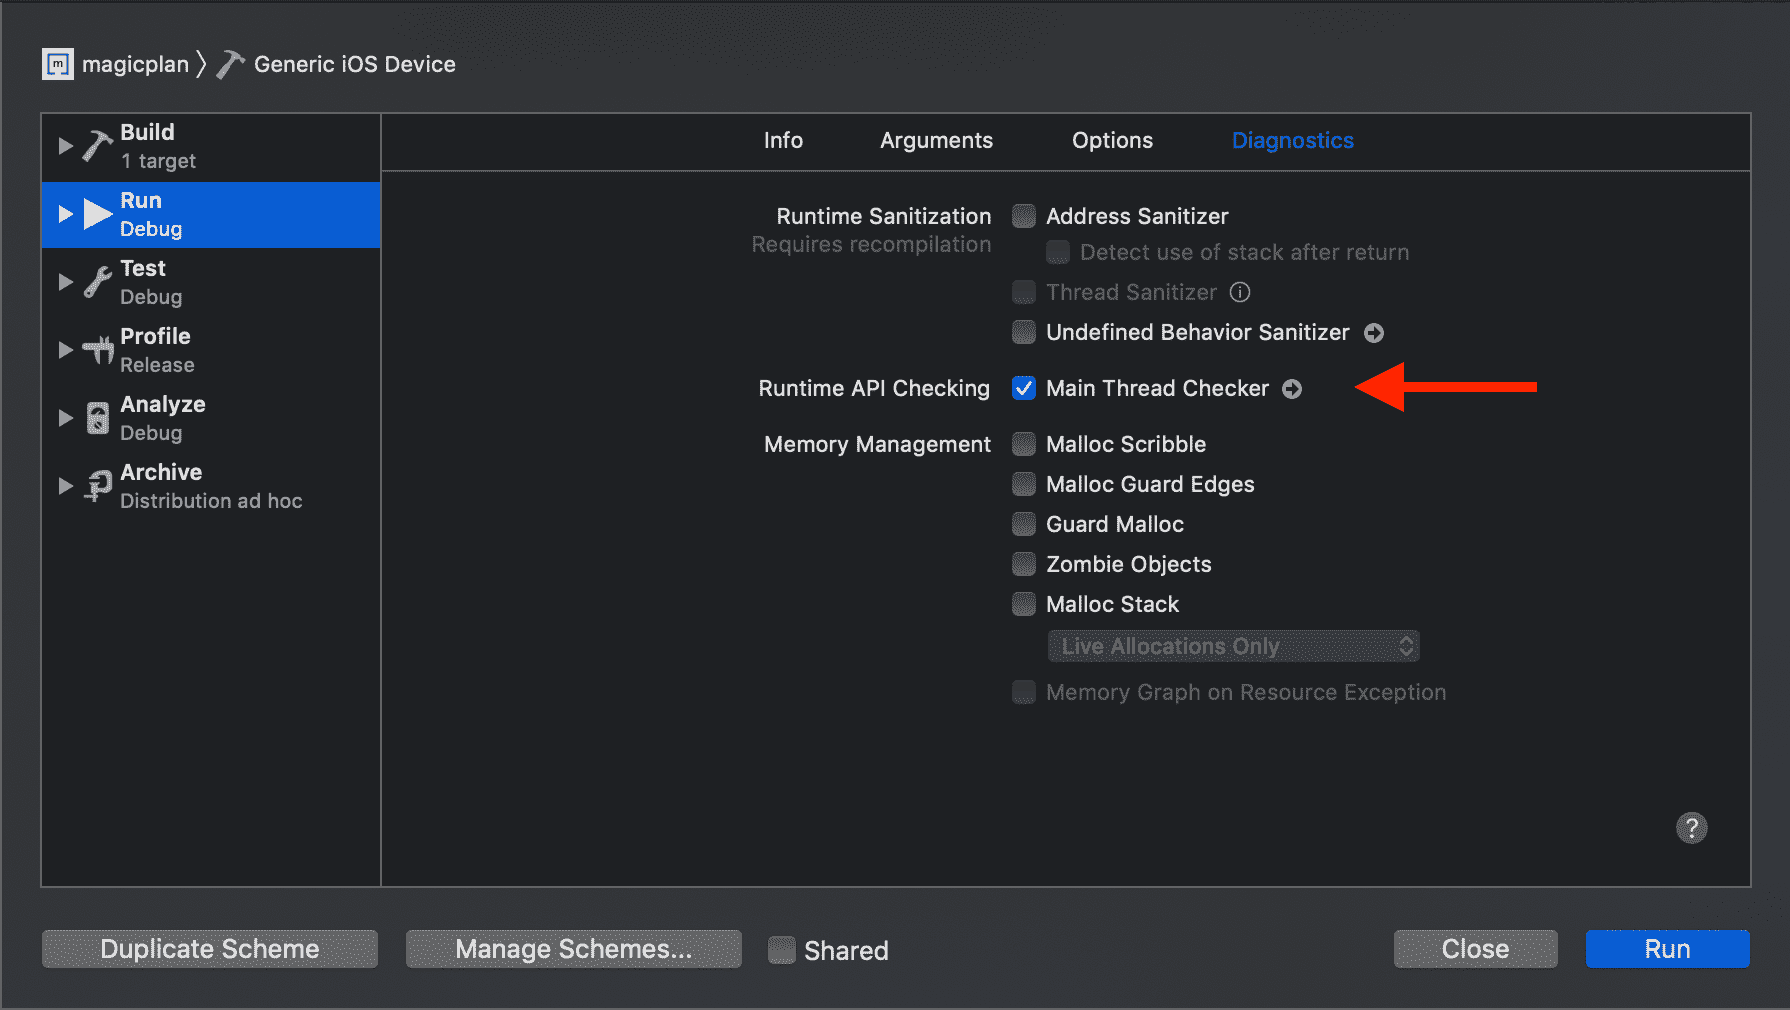 m magicplan Generic iOS Device
Build
1 target
Run
Debug
Test
Debug
Profile
Release
Analyze
Debug
Archive
Distribution ad hoc
Info Arguments Options Diagnostics
Runtime Sanitization Address Sanitizer
Requires recompilation Detect use of stack after return
Thread Sanitizer
Undefined Behavior Sanitizer
Runtime API Checking Main Thread Checker
Memory Management Malloc Scribble
Malloc Guard Edges
Guard Malloc
Zombie Objects
Malloc Stack
Live Allocations Only
Memory Graph on Resource Exception
?
Duplicate Scheme Manage Schemes... Shared Close Run